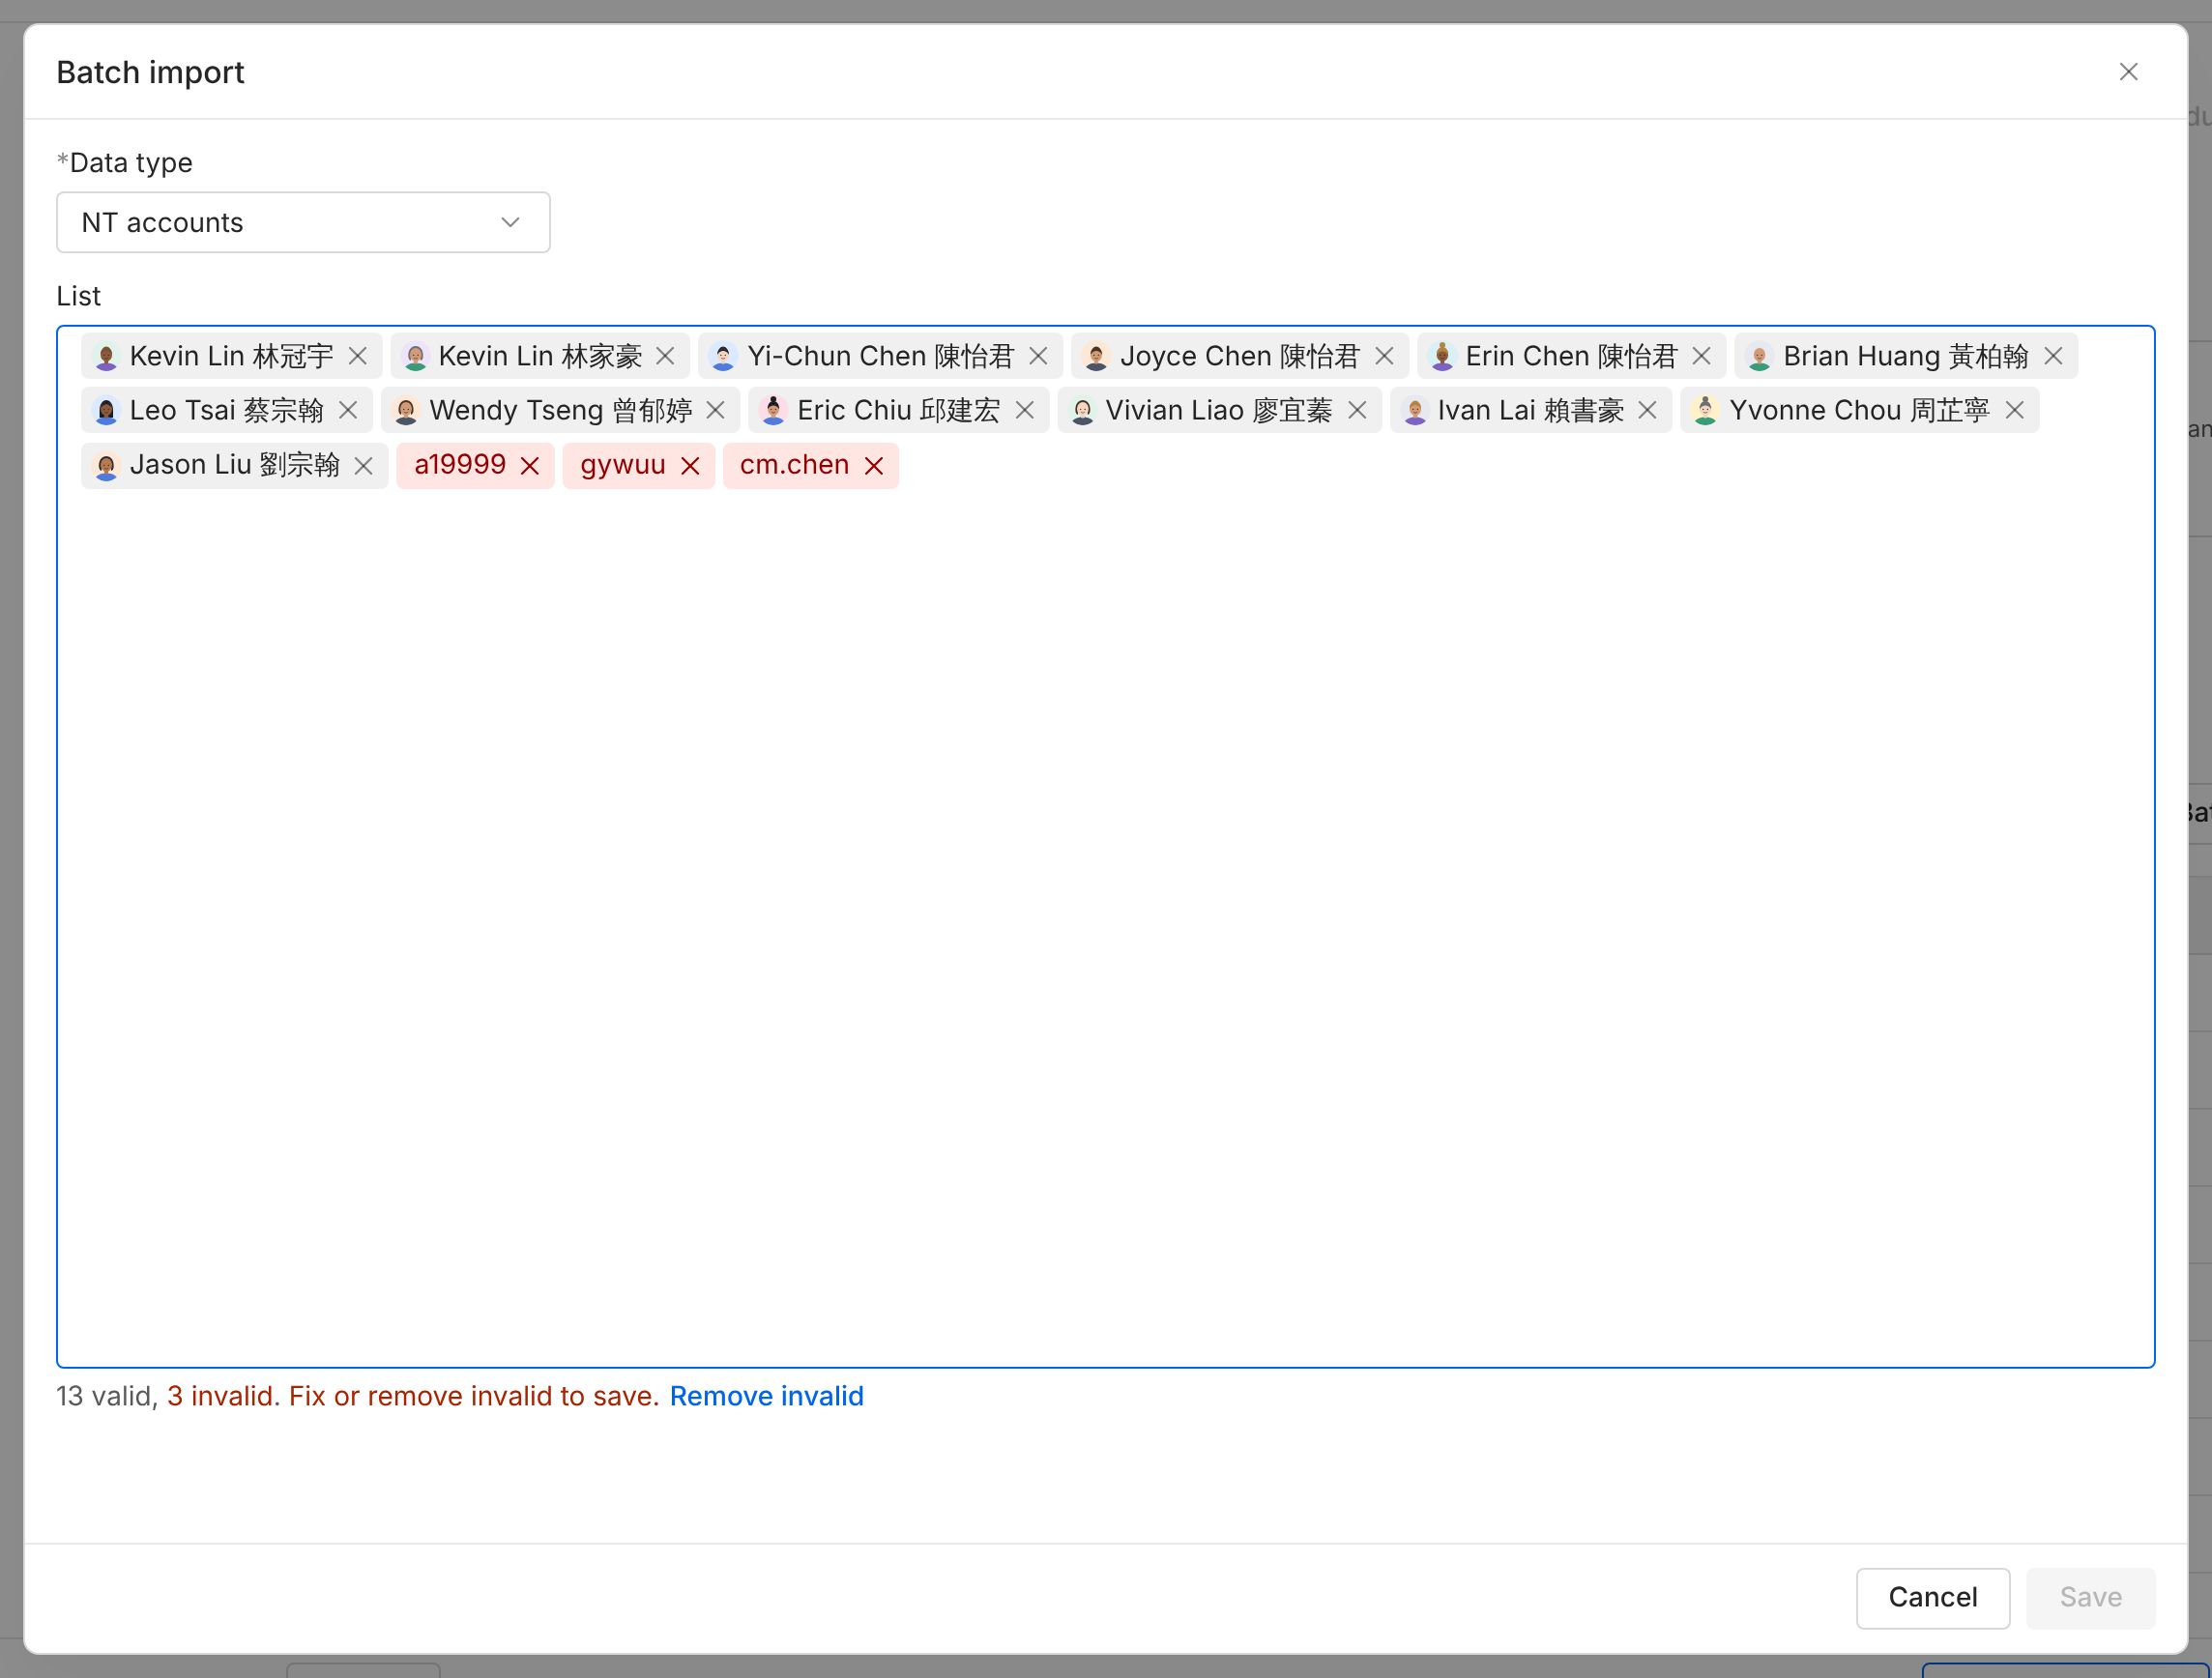 Batch import
*Data type
NT accounts
List
Kevin Lin 林冠宇 Kevin Lin 林家豪 Yi-Chun Chen 陳怡君 Joyce Chen 陳怡君 Erin Chen 陳怡君 Brian Huang 黃柏翰
Leo Tsai 蔡宗翰 Wendy Tseng 曾郁婷 Eric Chiu 邱建宏 Vivian Liao 廖宜蓁 Ivan Lai 賴書豪 Yvonne Chou 周芷寧
Jason Liu 劉宗翰 a19999 gywuu cm.chen
13 valid, 3 invalid. Fix or remove invalid to save. Remove invalid
Cancel Save